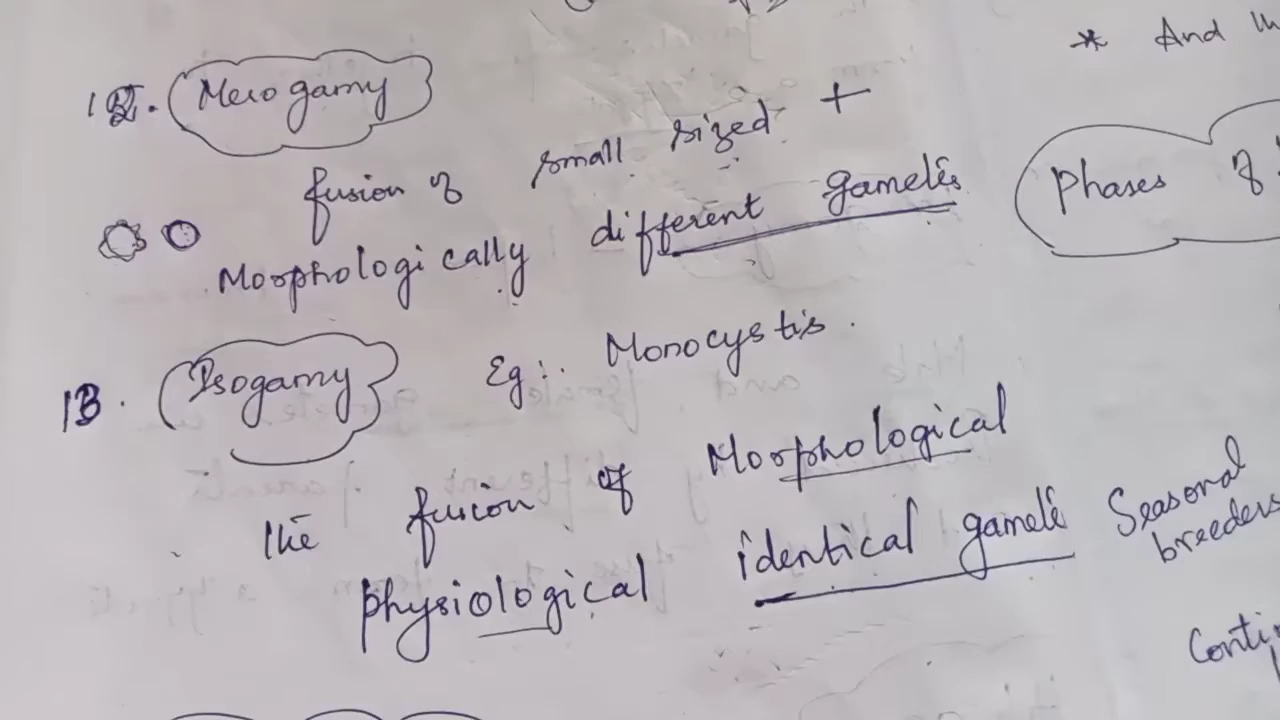 12. Merogamy
fusion of small sized +
Morphologically different gametes
13. Isogamy Eg:. Monocystis.
The fusion of Morphological
physiological identical gamete
* And
Phases of
Seasonal
breeders